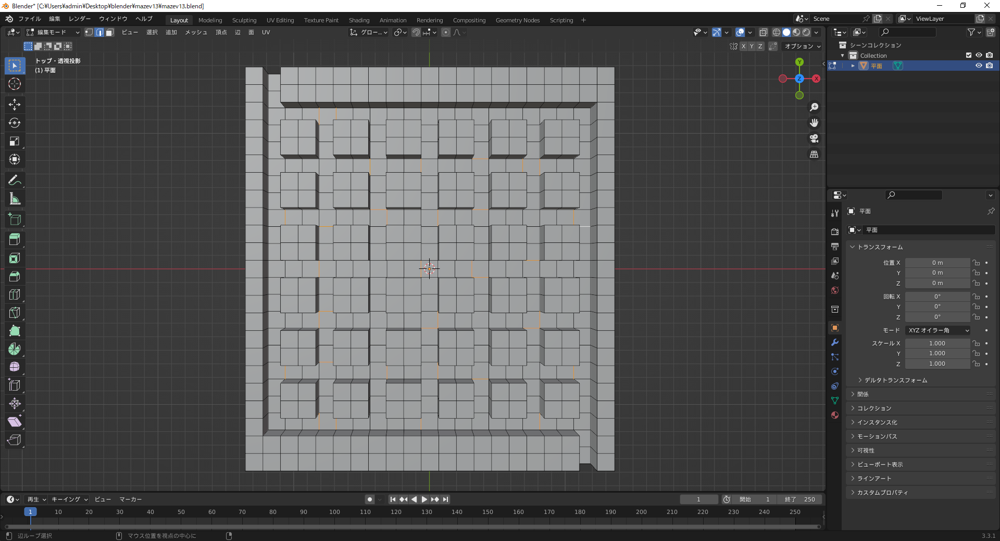 Blender* [C:¥Users¥admin¥Desktop¥blender¥mazev13¥mazev13.blend]
ファイル 編集 レンダー ウィンドウ ヘルプ Layout Modeling Sculpting UV Editing Texture Paint Shading Animation Rendering Compositing Geometry Nodes Scripting + Scene ViewLayer
編集モード ビュー 選択 追加 メッシュ 頂点 辺 面 UV グロー...
X Y Z オプション
トップ・透視投影
(1) 平面
Y
Z X
シーンコレクション
Collection
平面
平面
平面
トランスフォーム
位置 X 0 m
Y 0 m
Z 0 m
回転 X 0°
Y 0°
Z 0°
モード XYZ オイラー角
スケール X 1.000
Y 1.000
Z 1.000
デルタトランスフォーム
関係
コレクション
インスタンス化
モーションパス
可視性
ビューポート表示
ラインアート
カスタムプロパティ
再生 キーイング ビュー マーカー 1 開始 1 終了 250
1 10 20 30 40 50 60 70 80 90 100 110 120 130 140 150 160 170 180 190 200 210 220 230 240 250
辺ループ選択 マウス位置を視点の中心に 3.3.1